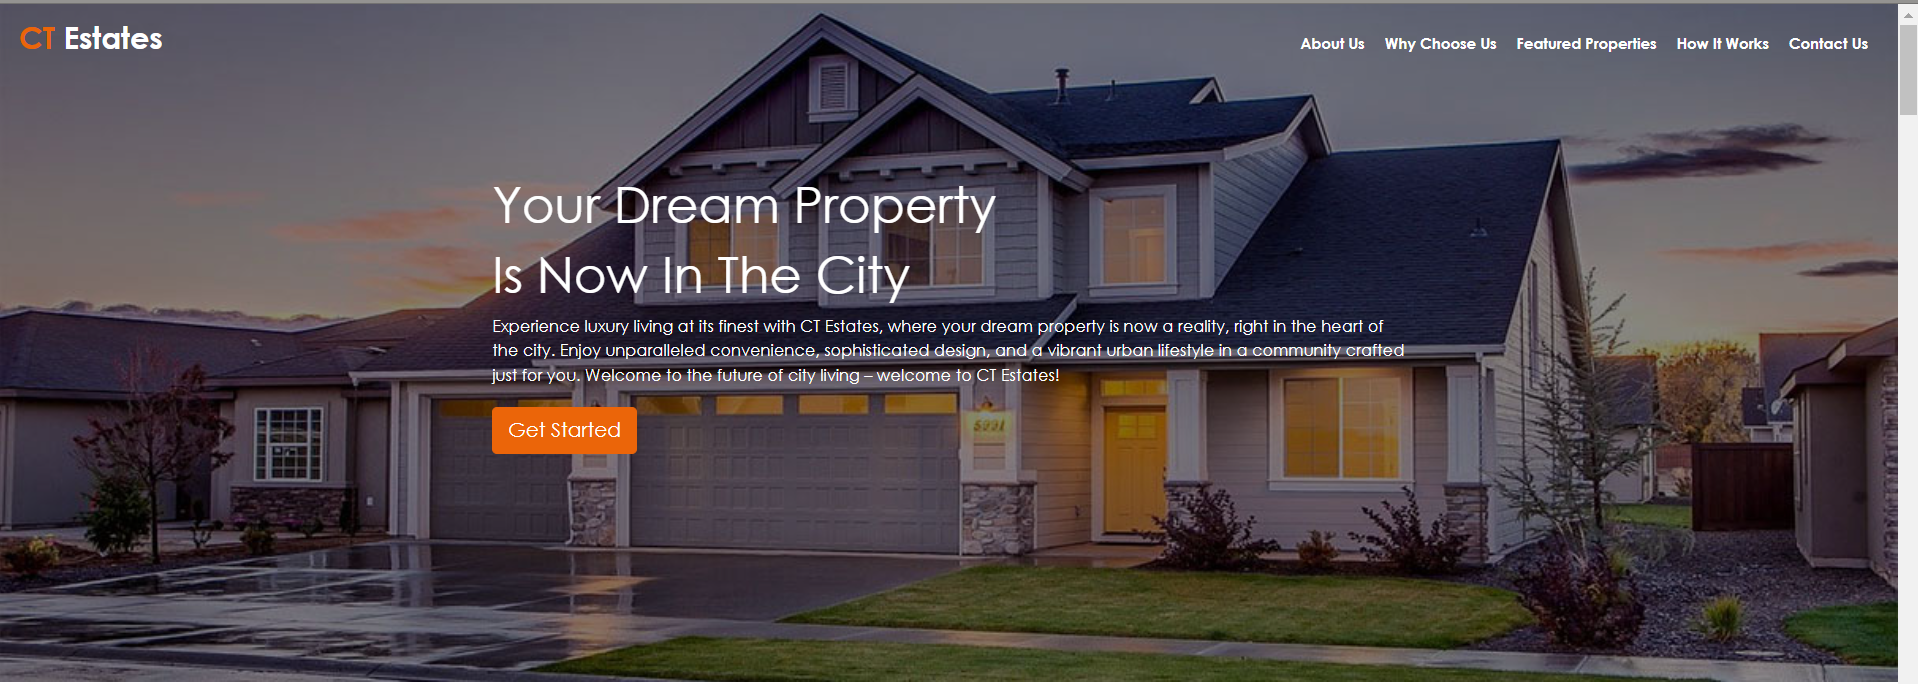 CT Estates
About Us Why Choose Us Featured Properties How It Works Contact Us
Your Dream Property
Is Now In The City
Experience luxury living at its finest with CT Estates, where your dream property is now a reality, right in the heart of
the city. Enjoy unparalleled convenience, sophisticated design, and a vibrant urban lifestyle in a community crafted
just for you. Welcome to the future of city living – welcome to CT Estates!
Get Started
5991